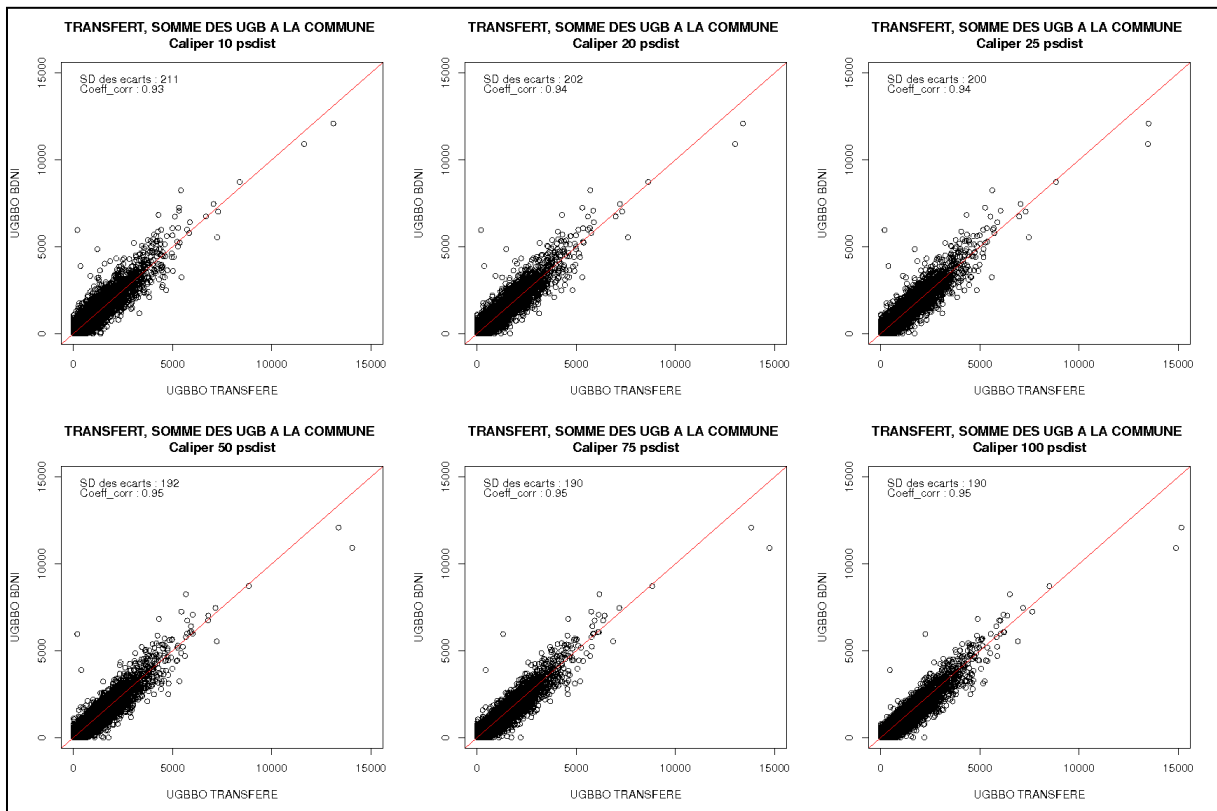 TRANSFERT, SOMME DES UGB A LA COMMUNE
Caliper 10 psdist
SD des ecarts : 211
Coeff_corr : 0.93
UGBBO BDNI
0
5000
10000
15000
0
5000
10000
15000
UGBBO TRANSFERE
TRANSFERT, SOMME DES UGB A LA COMMUNE
Caliper 20 psdist
SD des ecarts : 202
Coeff_corr : 0.94
UGBBO BDNI
0
5000
10000
15000
0
5000
10000
15000
UGBBO TRANSFERE
TRANSFERT, SOMME DES UGB A LA COMMUNE
Caliper 25 psdist
SD des ecarts : 200
Coeff_corr : 0.94
UGBBO BDNI
0
5000
10000
15000
0
5000
10000
15000
UGBBO TRANSFERE
TRANSFERT, SOMME DES UGB A LA COMMUNE
Caliper 50 psdist
SD des ecarts : 192
Coeff_corr : 0.95
UGBBO BDNI
0
5000
10000
15000
0
5000
10000
15000
UGBBO TRANSFERE
TRANSFERT, SOMME DES UGB A LA COMMUNE
Caliper 75 psdist
SD des ecarts : 190
Coeff_corr : 0.95
UGBBO BDNI
0
5000
10000
15000
0
5000
10000
15000
UGBBO TRANSFERE
TRANSFERT, SOMME DES UGB A LA COMMUNE
Caliper 100 psdist
SD des ecarts : 190
Coeff_corr : 0.95
UGBBO BDNI
0
5000
10000
15000
0
5000
10000
15000
UGBBO TRANSFERE